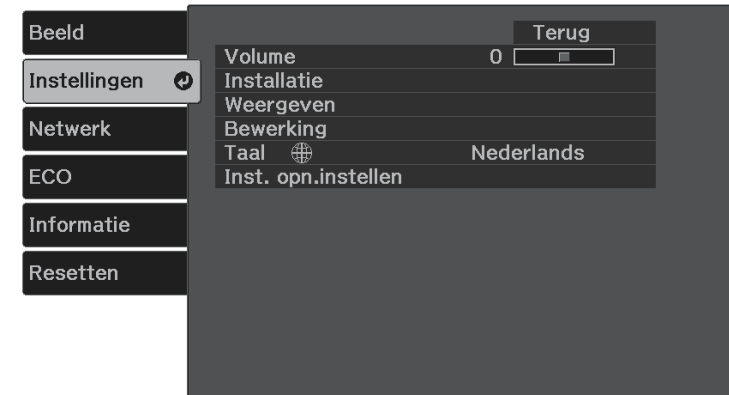 Beeld
Instellingen
Netwerk
ECO
Informatie
Resetten
Terug
Volume 0
Installatie
Weergeven
Bewerking
Taal Nederlands
Inst. opn.instellen